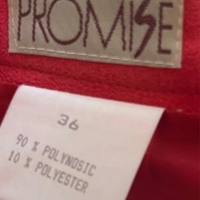 PROMISE
36
90 % POLYNOSIC
10 % POLYESTER